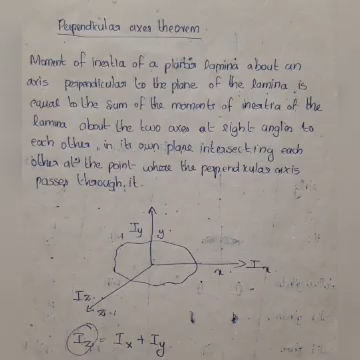 Perpendicular axes theorem
Moment of inertia of a planar lamina about an
axis perpendicular to the plane of the lamina is
equal to the sum of the moments of inertia of the
lamina about the two axes at right angles to
each other, in its own plane intersecting each
other at the point where the perpendicular axis
passes through it.
Iy y
x Ix
Iz
Iz = Ix + Iy